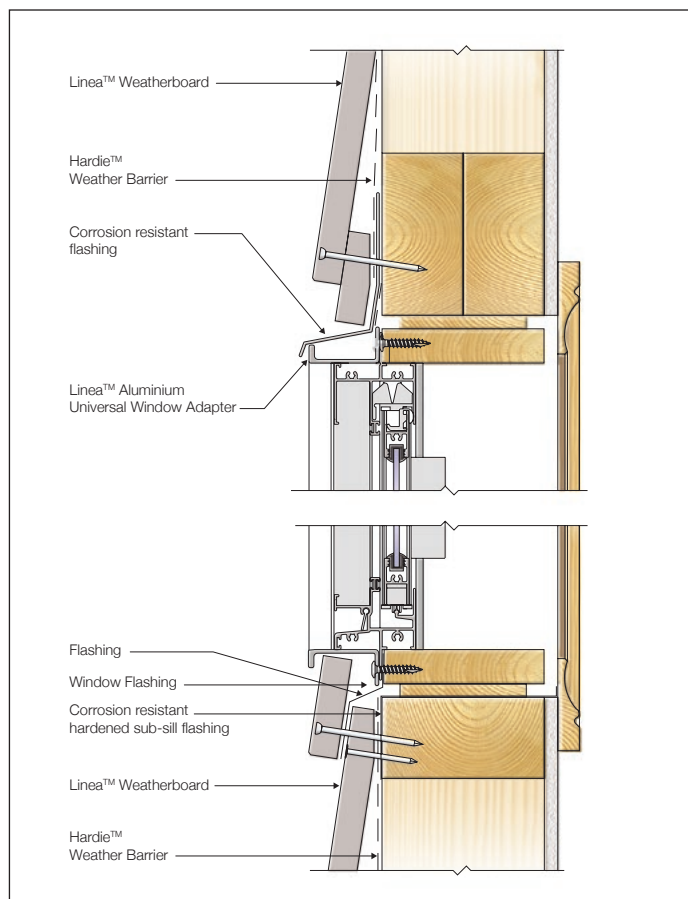 Linea™ Weatherboard
Hardie™
Weather Barrier
Corrosion resistant
flashing
Linea™ Aluminium
Universal Window Adapter
Flashing
Window Flashing
Corrosion resistant
hardened sub-sill flashing
Linea™ Weatherboard
Hardie™
Weather Barrier